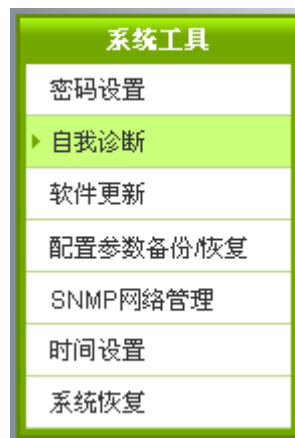 系统工具
密码设置
自我诊断
软件更新
配置参数备份/恢复
SNMP网络管理
时间设置
系统恢复